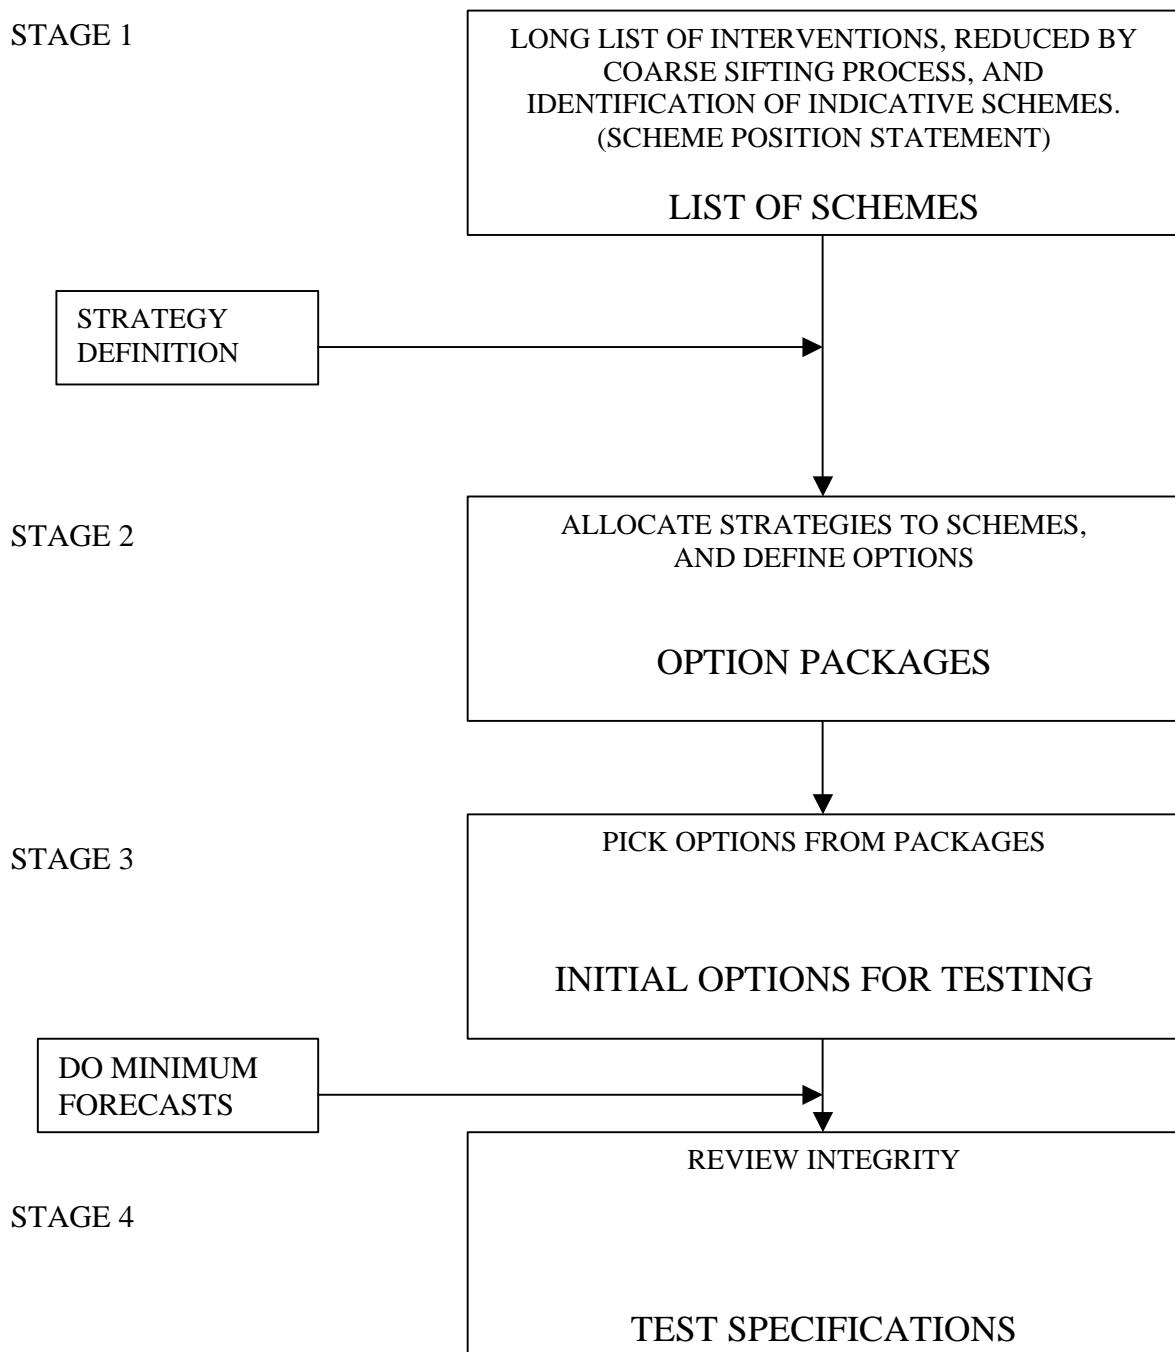 STAGE 1
LONG LIST OF INTERVENTIONS, REDUCED BY
COARSE SIFTING PROCESS, AND
IDENTIFICATION OF INDICATIVE SCHEMES.
(SCHEME POSITION STATEMENT)
LIST OF SCHEMES
STRATEGY
DEFINITION
STAGE 2
ALLOCATE STRATEGIES TO SCHEMES,
AND DEFINE OPTIONS
OPTION PACKAGES
STAGE 3
PICK OPTIONS FROM PACKAGES
INITIAL OPTIONS FOR TESTING
DO MINIMUM
FORECASTS
STAGE 4
REVIEW INTEGRITY
TEST SPECIFICATIONS